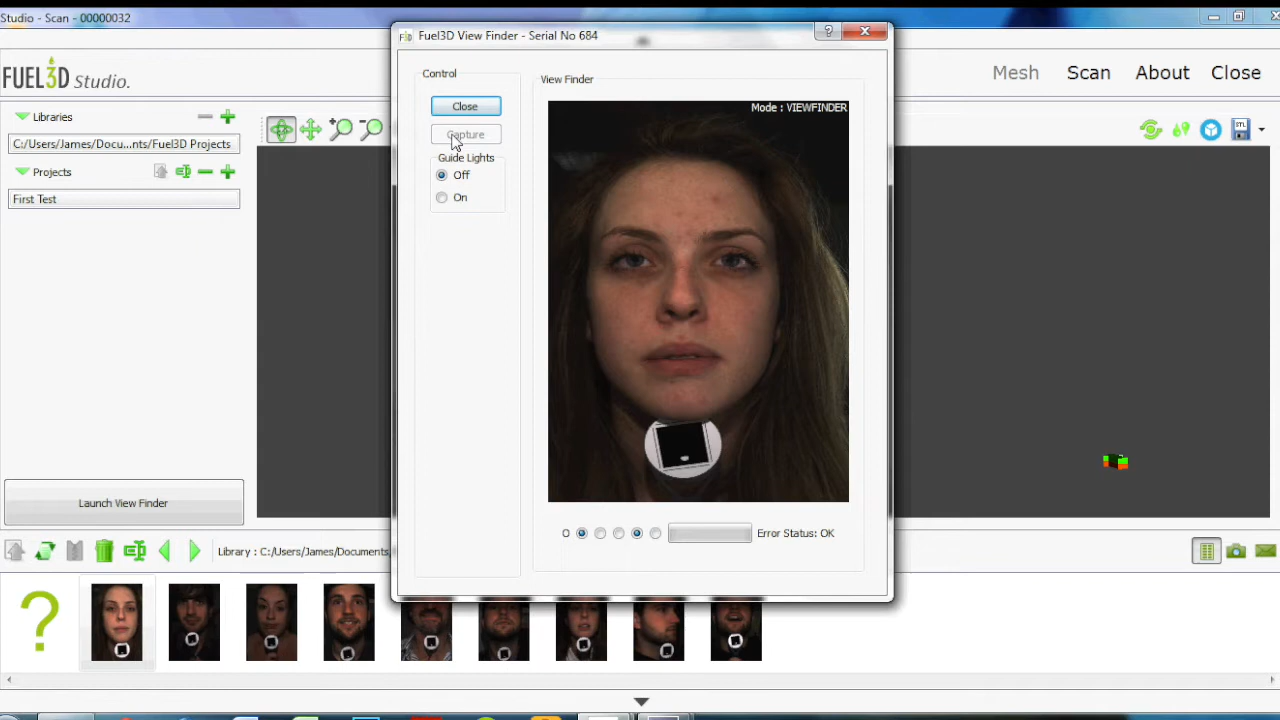 Studio - Scan - 00000032
Fuel3D View Finder - Serial No 684
FUEL3D Studio.
Mesh
Scan
About
Close
Libraries
C:/Users/James/Docu...nts/Fuel3D Projects
Projects
First Test
Control
Close
Capture
Guide Lights
Off
On
View Finder
Mode : VIEWFINDER
STL
O
Error Status: OK
Launch View Finder
Library : C:/Users/James/Documents,
?